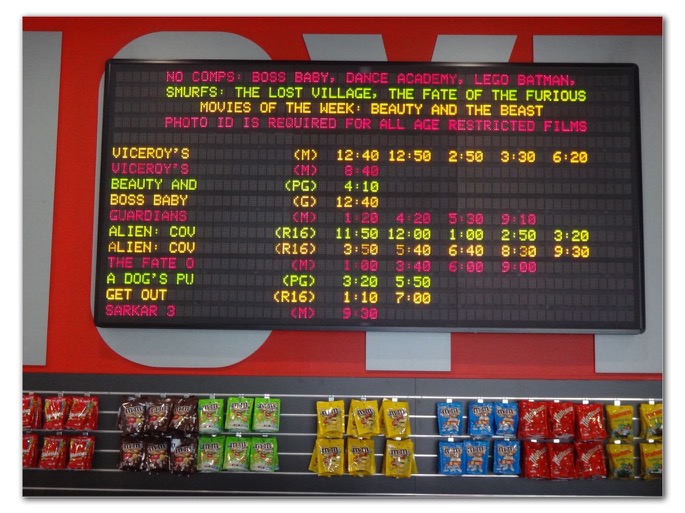 NO COMPS: BOSS BABY, DANCE ACADEMY, LEGO BATMAN,
SMURFS: THE LOST VILLAGE, THE FATE OF THE FURIOUS
MOVIES OF THE WEEK: BEAUTY AND THE BEAST
PHOTO ID IS REQUIRED FOR ALL AGE RESTRICTED FILMS
VICEROY'S (M) 12:40 12:50 2:50 3:30 6:20
VICEROY'S (M) 8:40
BEAUTY AND (PG) 4:10
BOSS BABY (G) 12:40
GUARDIANS (M) 1:20 4:20 5:30 9:10
ALIEN: COV (R16) 11:50 12:00 1:00 2:50 3:20
ALIEN: COV (R16) 3:50 5:40 6:40 8:30 9:30
THE FATE O (M) 1:00 3:40 6:00 9:00
A DOG'S PU (PG) 3:20 5:50
GET OUT (R16) 1:10 7:00
SARKAR 3 (M) 9:30